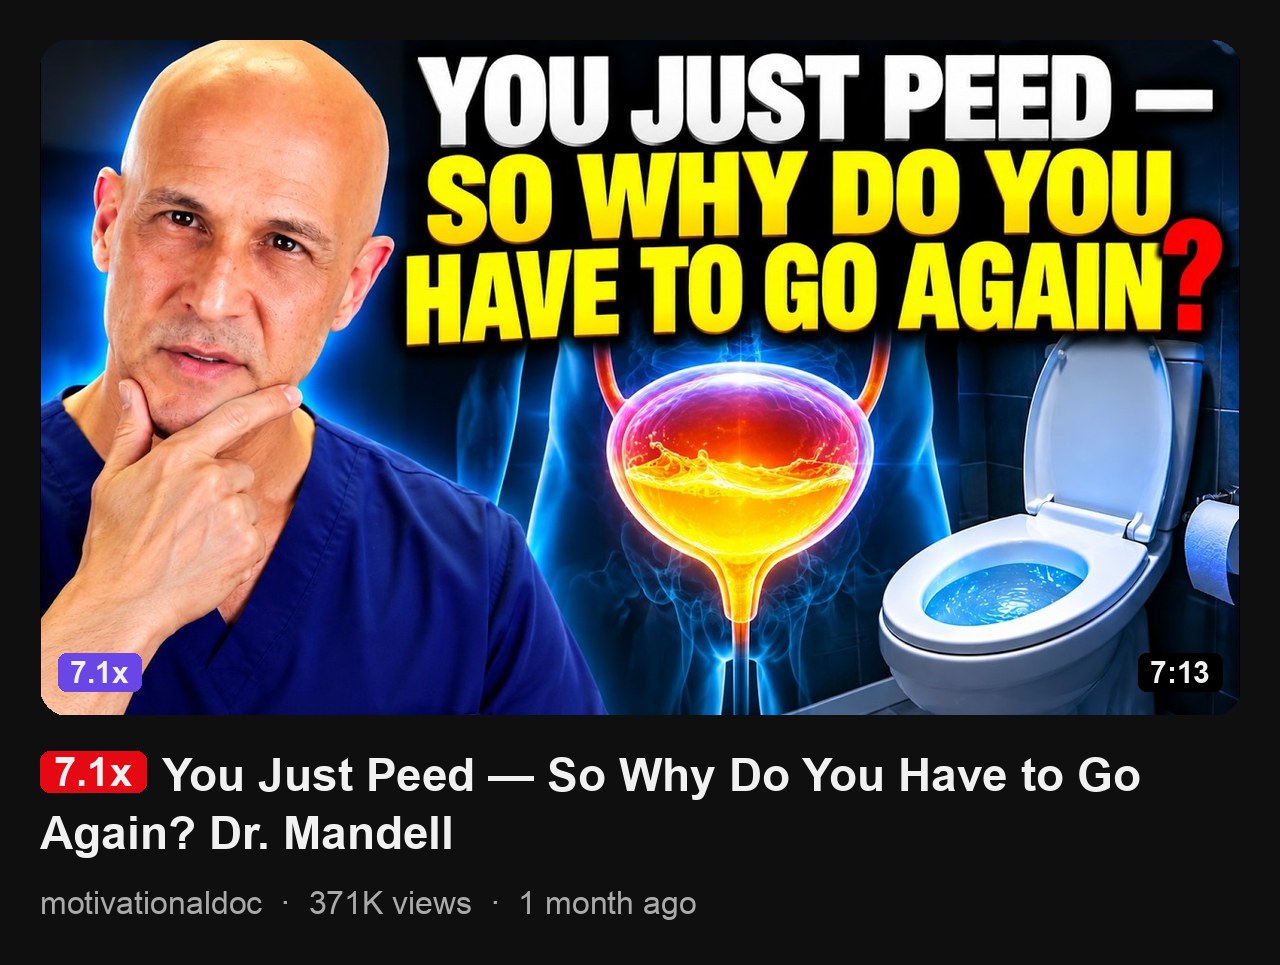 YOU JUST PEED —
SO WHY DO YOU
HAVE TO GO AGAIN?
7.1x
7:13
7.1x You Just Peed — So Why Do You Have to Go
Again? Dr. Mandell
motivationaldoc · 371K views · 1 month ago